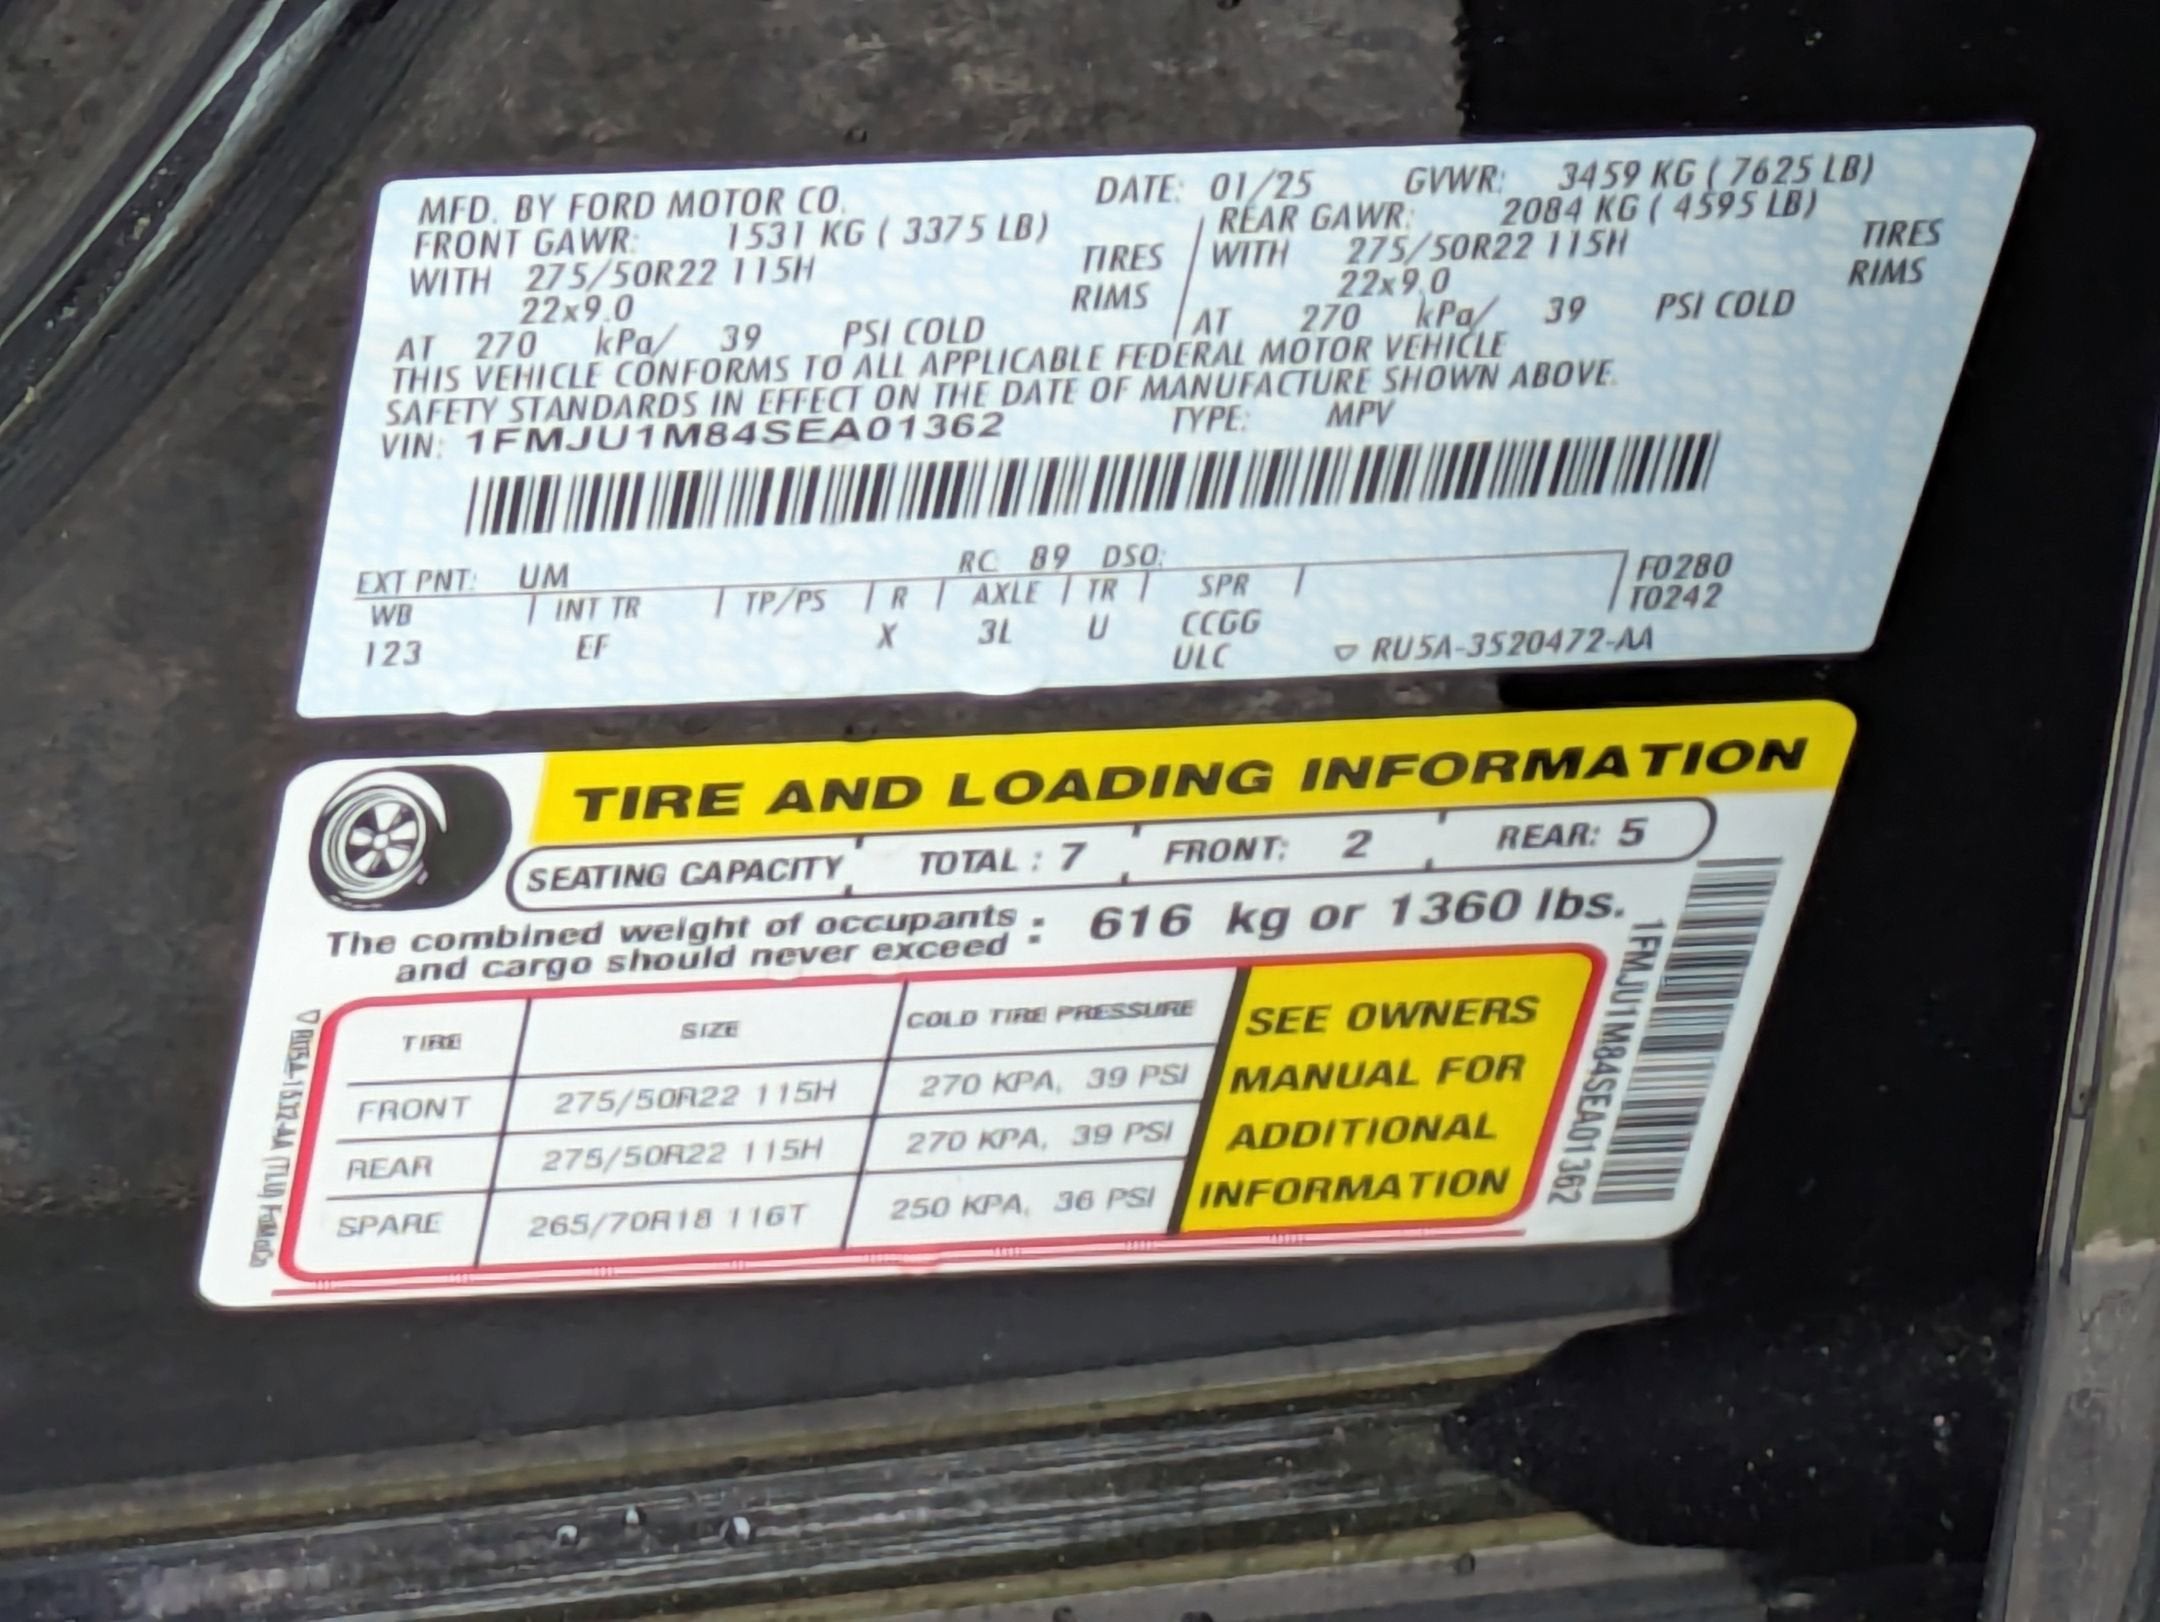 MFD. BY FORD MOTOR CO. DATE: 01/25 GVWR: 3459 KG ( 7625 LB)
FRONT GAWR: 1531 KG ( 3375 LB) REAR GAWR: 2084 KG ( 4595 LB)
WITH 275/50R22 115H TIRES WITH 275/50R22 115H TIRES
22x9.0 RIMS 22x9.0 RIMS
AT 270 kPa/ 39 PSI COLD AT 270 kPa/ 39 PSI COLD
THIS VEHICLE CONFORMS TO ALL APPLICABLE FEDERAL MOTOR VEHICLE
SAFETY STANDARDS IN EFFECT ON THE DATE OF MANUFACTURE SHOWN ABOVE.
VIN: 1FMJU1M84SEA01362 TYPE: MPV
EXT PNT: UM RC: 89 DSO:
WB INT TR TP/PS R AXLE TR SPR F0280
T0242
123 EF X 3L U CCGG
ULC RU5A-3520472-AA
TIRE AND LOADING INFORMATION
SEATING CAPACITY TOTAL : 7 FRONT: 2 REAR: 5
The combined weight of occupants
and cargo should never exceed : 616 kg or 1360 lbs.
TIRE SIZE COLD TIRE PRESSURE
FRONT 275/50R22 115H 270 KPA, 39 PSI
REAR 275/50R22 115H 270 KPA, 39 PSI
SPARE 265/70R18 116T 250 KPA, 36 PSI
SEE OWNERS
MANUAL FOR
ADDITIONAL
INFORMATION
1FMJU1M84SEA01362